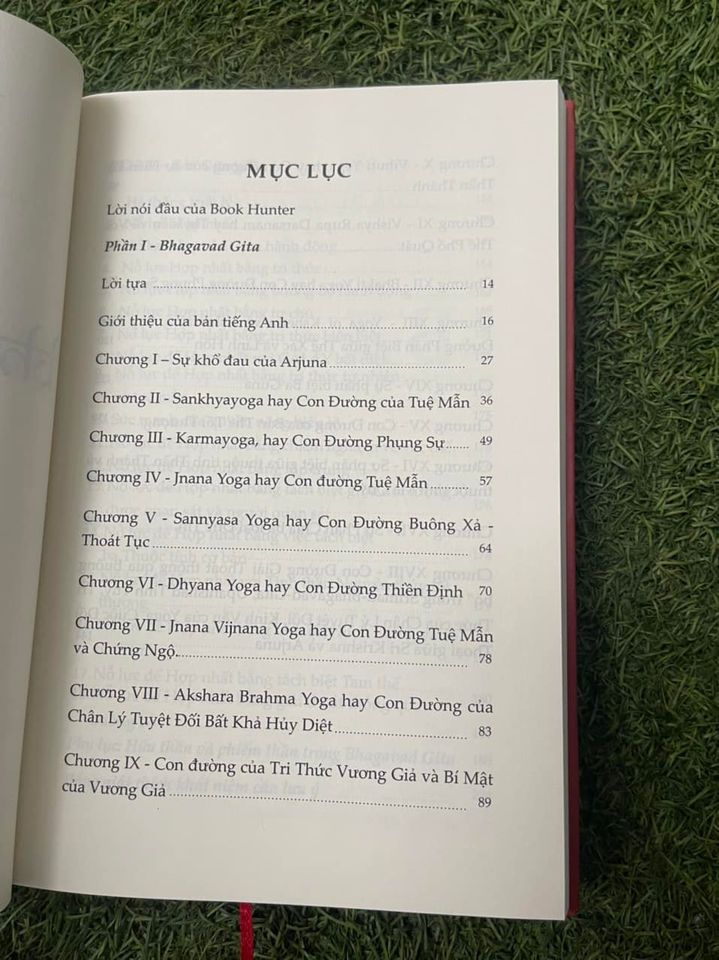 MỤC LỤC
Lời nói đầu của Book Hunter
Phần I - Bhagavad Gita
Lời tựa ........ 14
Giới thiệu của bản tiếng Anh ........ 16
Chương I – Sự khổ đau của Arjuna ........ 27
Chương II - Sankhyayoga hay Con Đường của Tuệ Mẫn 36
Chương III - Karmayoga, hay Con Đường Phụng Sự ........ 49
Chương IV - Jnana Yoga hay Con đường Tuệ Mẫn ........ 57
Chương V - Sannyasa Yoga hay Con Đường Buông Xả -
Thoát Tục ........ 64
Chương VI - Dhyana Yoga hay Con Đường Thiền Định 70
Chương VII - Jnana Vijnana Yoga hay Con Đường Tuệ Mẫn
và Chứng Ngộ ........ 78
Chương VIII - Akshara Brahma Yoga hay Con Đường của
Chân Lý Tuyệt Đối Bất Khả Hủy Diệt ........ 83
Chương IX - Con đường của Tri Thức Vương Giả và Bí Mật
của Vương Giả ........ 89